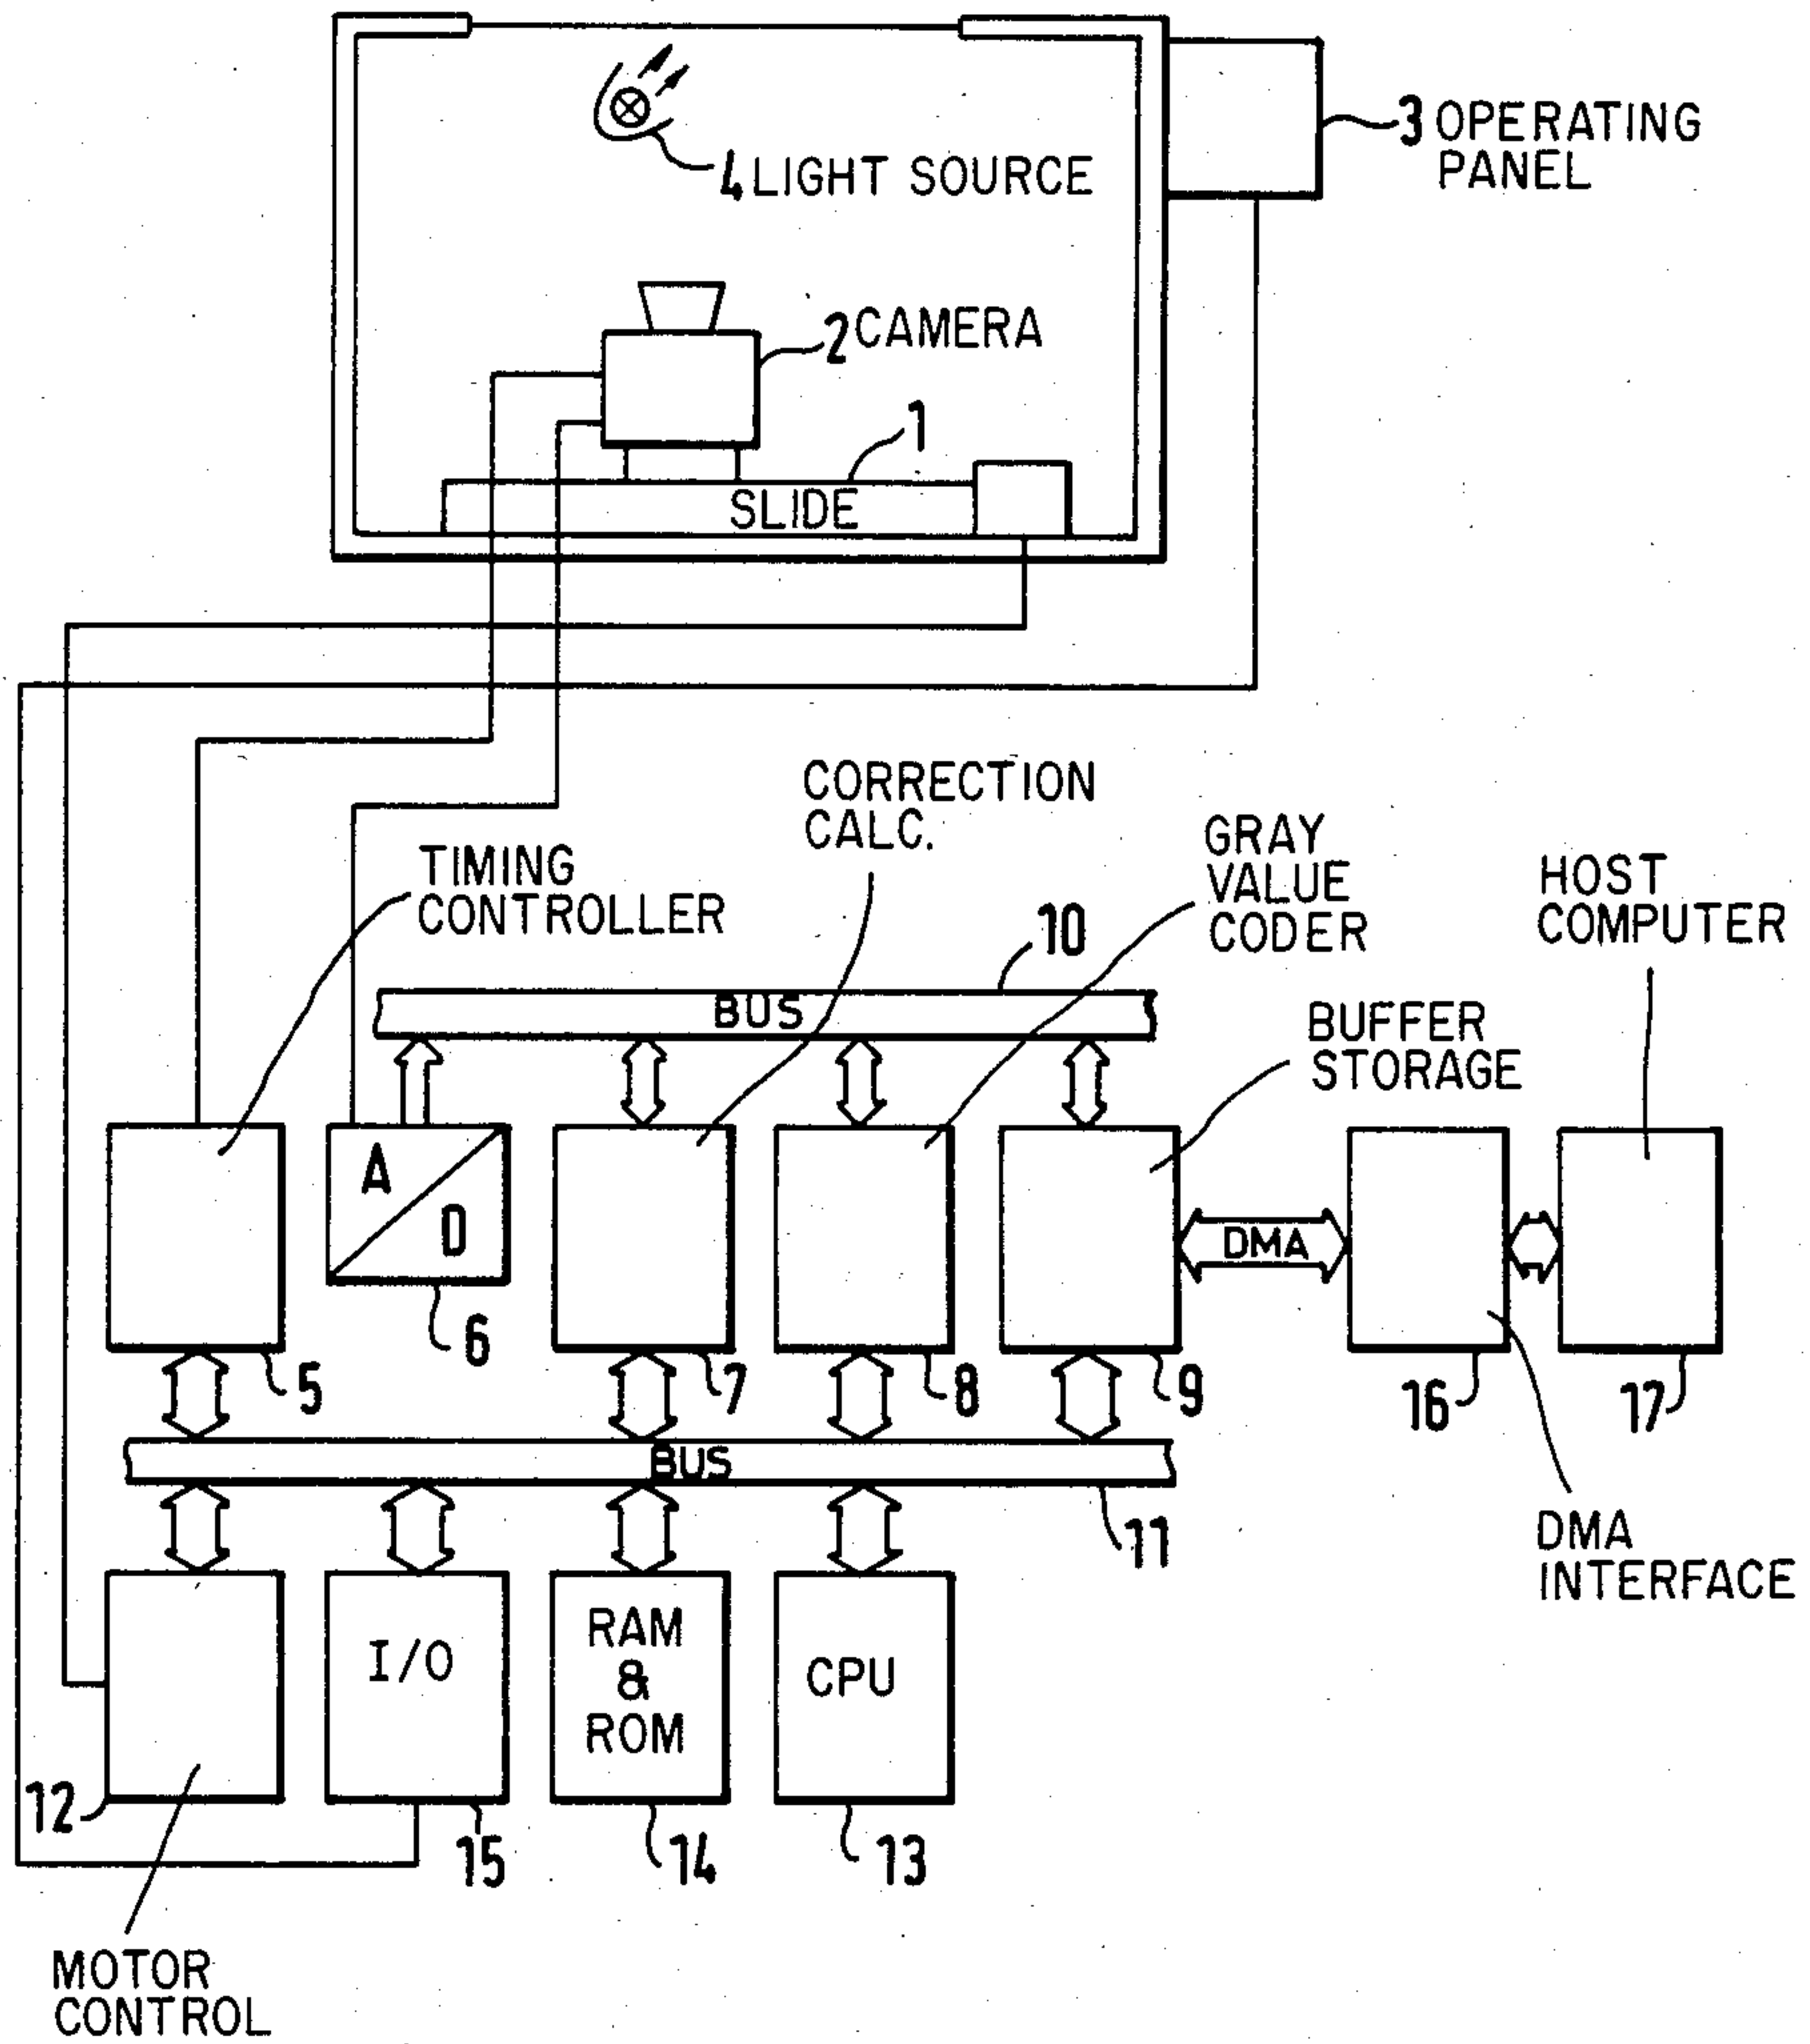 3 OPERATING
PANEL
4 LIGHT SOURCE
2 CAMERA
1
SLIDE
CORRECTION
CALC.
GRAY
VALUE
CODER
TIMING
CONTROLLER
HOST
COMPUTER
10
BUS
BUFFER
STORAGE
A
D
DMA
6
5
7
8
9
16
17
BUS
11
DMA
INTERFACE
I/O
RAM
&
ROM
CPU
12
15
14
13
MOTOR
CONTROL